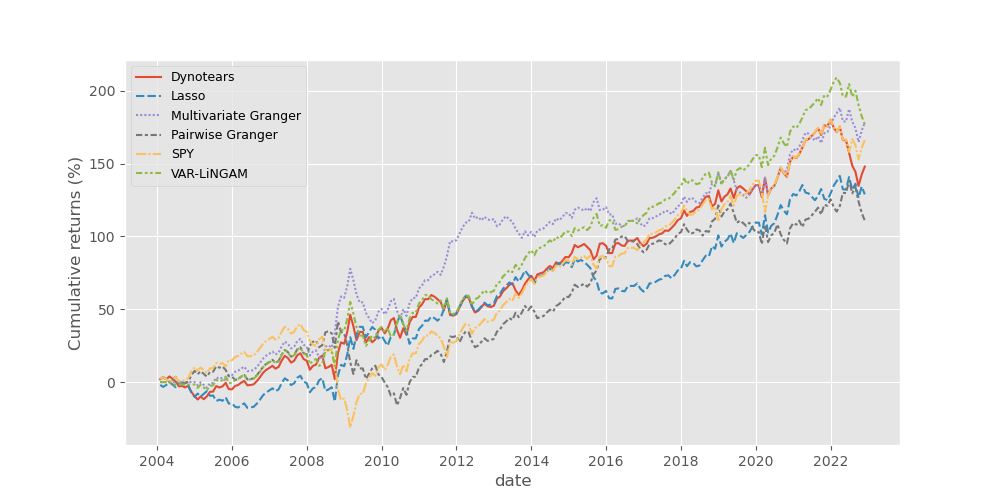 Dynotears
Lasso
Multivariate Granger
Pairwise Granger
SPY
VAR-LiNGAM
Cumulative returns (%)
200
150
100
50
0
2004 2006 2008 2010 2012 2014 2016 2018 2020 2022
date